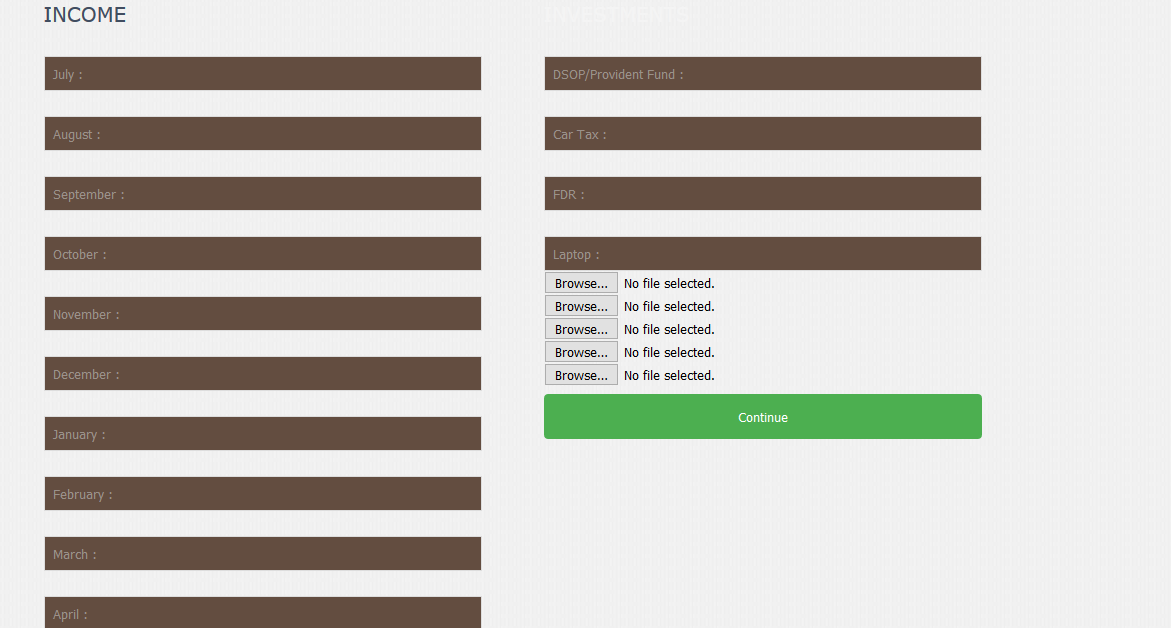 INCOME
July :
August :
September :
October :
November :
December :
January :
February :
March :
April :
INVESTMENTS
DSOP/Provident Fund :
Car Tax :
FDR :
Laptop :
Browse... No file selected.
Browse... No file selected.
Browse... No file selected.
Browse... No file selected.
Browse... No file selected.
Continue